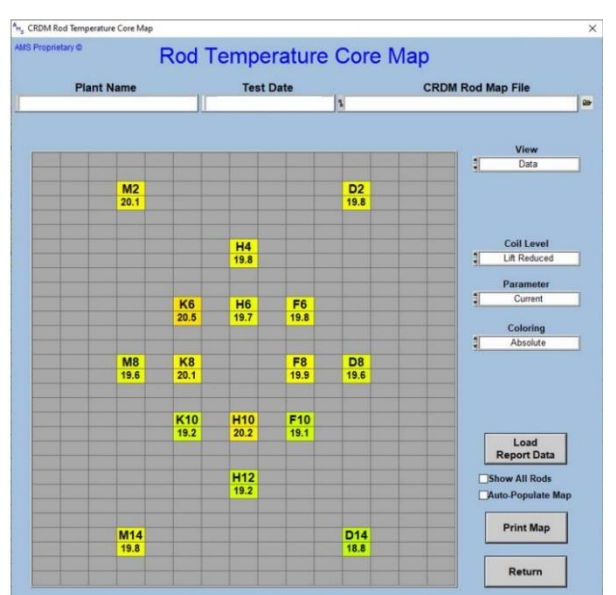 AMS CRDM Rod Temperature Core Map
AMS Proprietary ©
Rod Temperature Core Map
Plant Name Test Date CRDM Rod Map File
View
Data
M2 D2
20.1 19.8
H4
19.8
Coil Level
Lift Reduced
Parameter
Current
K6 H6 F6
20.5 19.7 19.8
Coloring
Absolute
M8 K8 F8 D8
19.6 20.1 19.9 19.6
K10 H10 F10
19.2 20.2 19.1
Load
Report Data
H12
19.2
Show All Rods
Auto-Populate Map
M14 D14
19.8 18.8
Print Map
Return